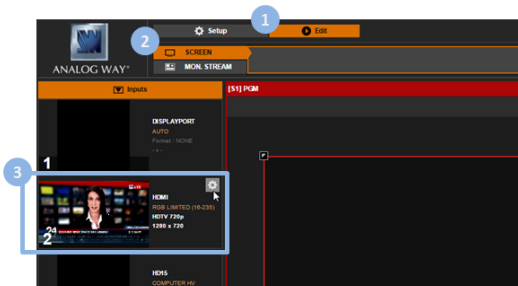 1
Setup
Edit
2
SCREEN
MON. STREAM
ANALOG WAY®
Inputs
[S1] PGM
DISPLAYPORT
AUTO
Format : NONE
- x -
1
3
HDMI
RGB LIMITED (16-235)
HDTV 720p
1280 x 720
24
2
HD15
COMPUTER HV